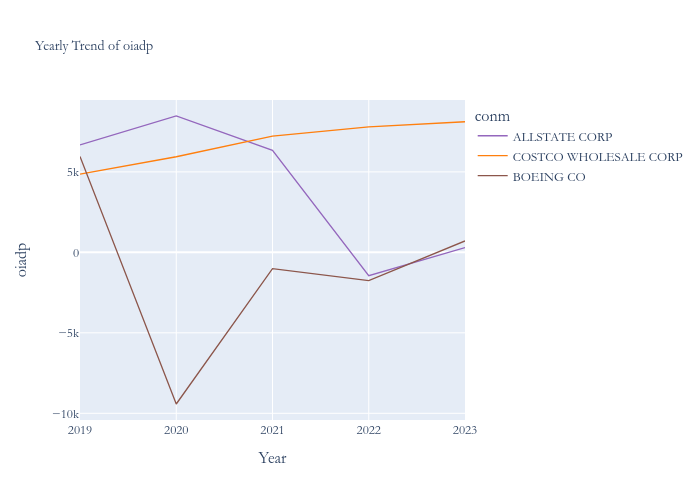 Yearly Trend of oiadp
conm
ALLSTATE CORP
COSTCO WHOLESALE CORP
BOEING CO
oiadp
5k
0
−5k
−10k
2019 2020 2021 2022 2023
Year